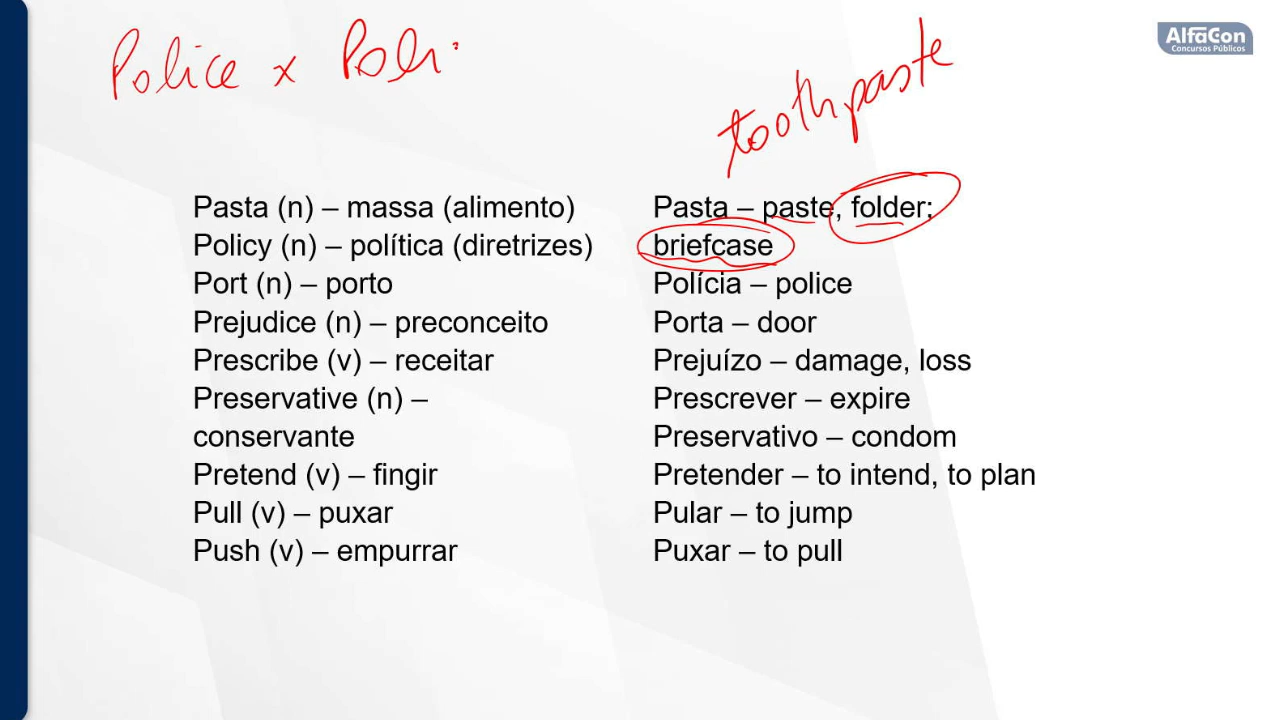 AlfaCon
Concursos Públicos
Police x
toothpaste
Pasta (n) – massa (alimento)
Policy (n) – política (diretrizes)
Port (n) – porto
Prejudice (n) – preconceito
Prescribe (v) – receitar
Preservative (n) –
conservante
Pretend (v) – fingir
Pull (v) – puxar
Push (v) – empurrar
Pasta – paste, folder;
briefcase
Polícia – police
Porta – door
Prejuízo – damage, loss
Prescrever – expire
Preservativo – condom
Pretender – to intend, to plan
Pular – to jump
Puxar – to pull